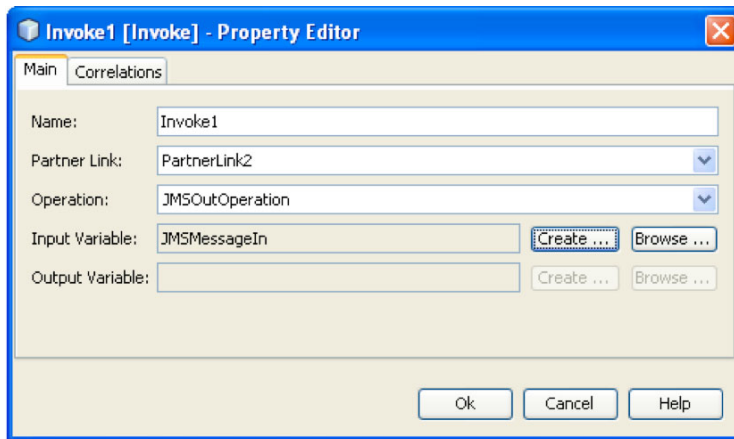 Invoke1 [Invoke] - Property Editor
Main Correlations
Name: Invoke1
Partner Link: PartnerLink2
Operation: JMSOutOperation
Input Variable: JMSMessageIn Create ... Browse ...
Output Variable: Create ... Browse ...
Ok Cancel Help